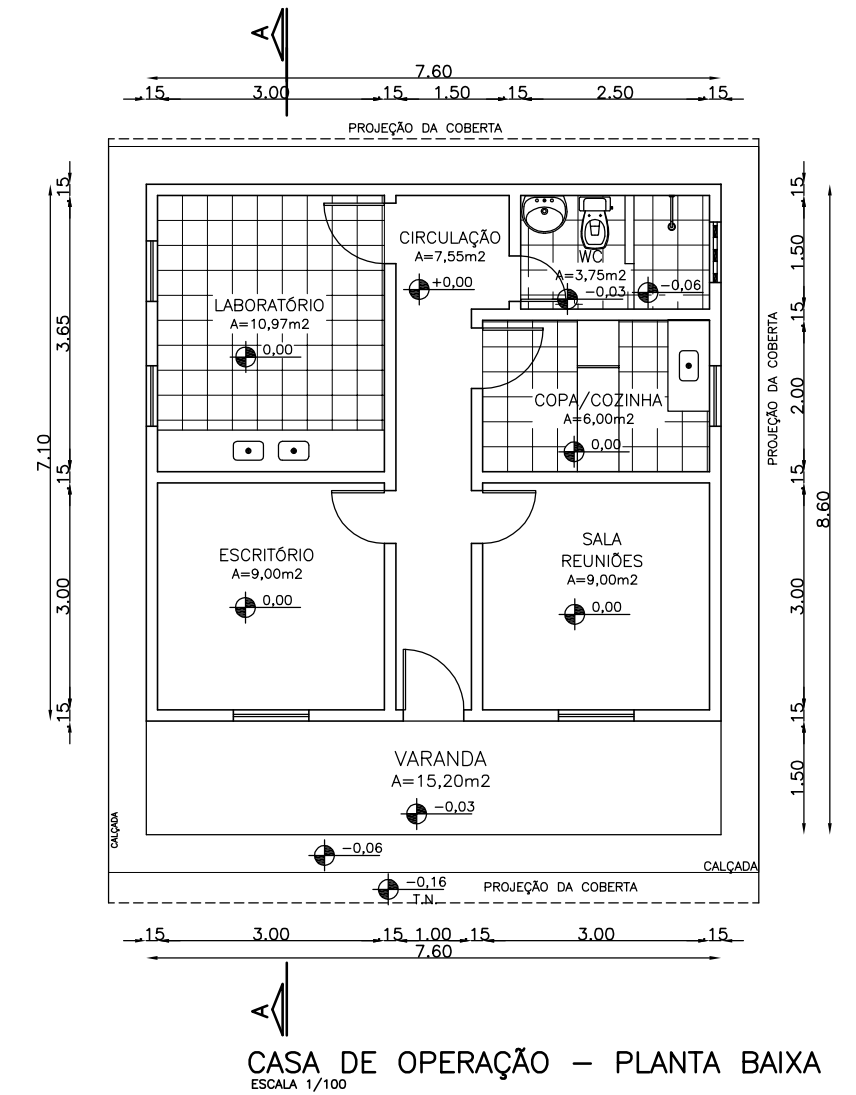 A
7.60
.15 3.00 .15 1.50 .15 2.50 .15
PROJEÇÃO DA COBERTA
.15
3.65
.15
3.00
.15
7.10
CIRCULAÇÃO
A=7,55m2
+0,00
WC
A=3,75m2
-0,03
-0,06
LABORATÓRIO
A=10,97m2
0,00
COPA/COZINHA
A=6,00m2
0,00
ESCRITÓRIO
A=9,00m2
0,00
SALA
REUNIÕES
A=9,00m2
0,00
.15
1.50
.15
2.00
.15
3.00
.15
1.50
8.60
PROJEÇÃO DA COBERTA
VARANDA
A=15,20m2
-0,03
CALÇADA
-0,06
CALÇADA
-0,16
T.N.
PROJEÇÃO DA COBERTA
.15 3.00 .15 1.00 .15 3.00 .15
7.60
A
CASA DE OPERAÇÃO – PLANTA BAIXA
ESCALA 1/100